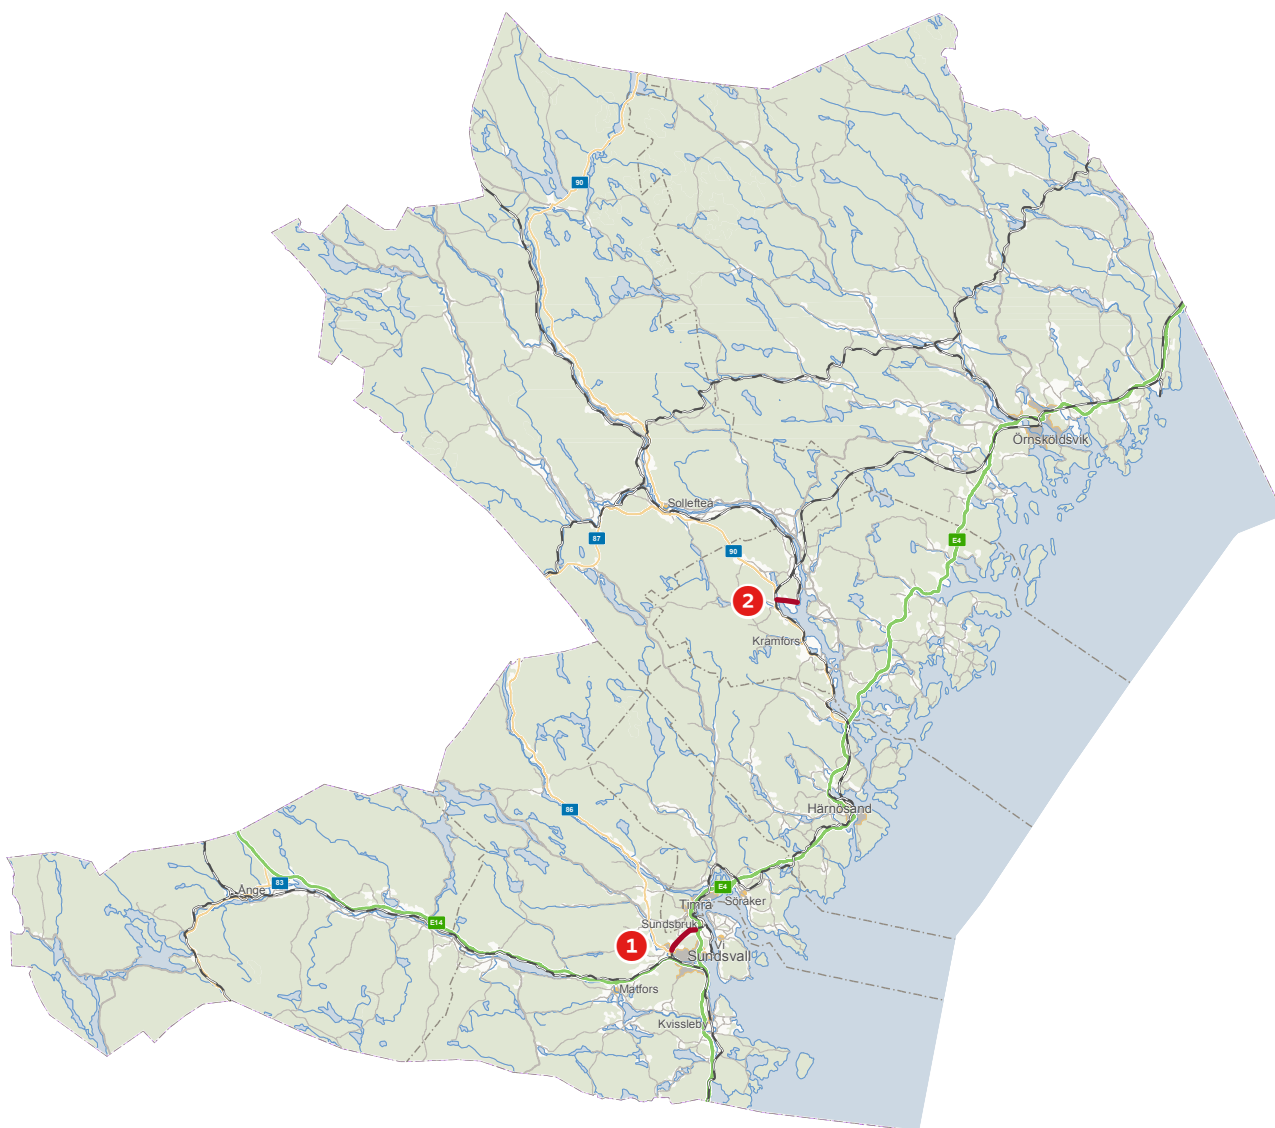 90
Örnsköldsvik
Sollefteå
87
90
E4
2
Kramfors
86
Härnösand
Ånge
83
E4
Söråker
Timrå
E14
Sundsbruk
1
Vi
Sundsvall
Matfors
Kvissleby